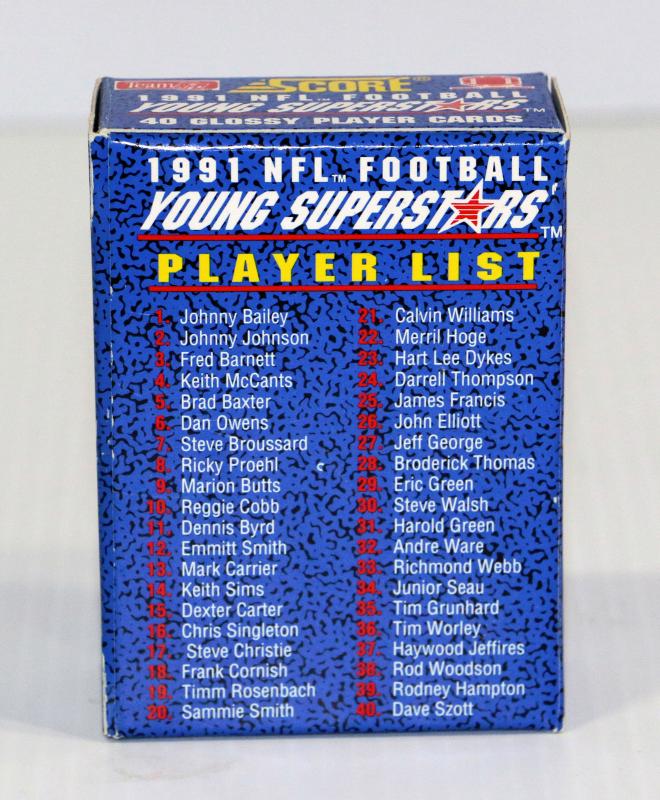 Team NFL SCORE®
1991 NFL™ FOOTBALL
YOUNG SUPERSTARS™
40 GLOSSY PLAYER CARDS
1991 NFL™ FOOTBALL
YOUNG SUPERSTARS™
PLAYER LIST
1. Johnny Bailey
2. Johnny Johnson
3. Fred Barnett
4. Keith McCants
5. Brad Baxter
6. Dan Owens
7. Steve Broussard
8. Ricky Proehl
9. Marion Butts
10. Reggie Cobb
11. Dennis Byrd
12. Emmitt Smith
13. Mark Carrier
14. Keith Sims
15. Dexter Carter
16. Chris Singleton
17. Steve Christie
18. Frank Cornish
19. Timm Rosenbach
20. Sammie Smith
21. Calvin Williams
22. Merril Hoge
23. Hart Lee Dykes
24. Darrell Thompson
25. James Francis
26. John Elliott
27. Jeff George
28. Broderick Thomas
29. Eric Green
30. Steve Walsh
31. Harold Green
32. Andre Ware
33. Richmond Webb
34. Junior Seau
35. Tim Grunhard
36. Tim Worley
37. Haywood Jeffires
38. Rod Woodson
39. Rodney Hampton
40. Dave Szott